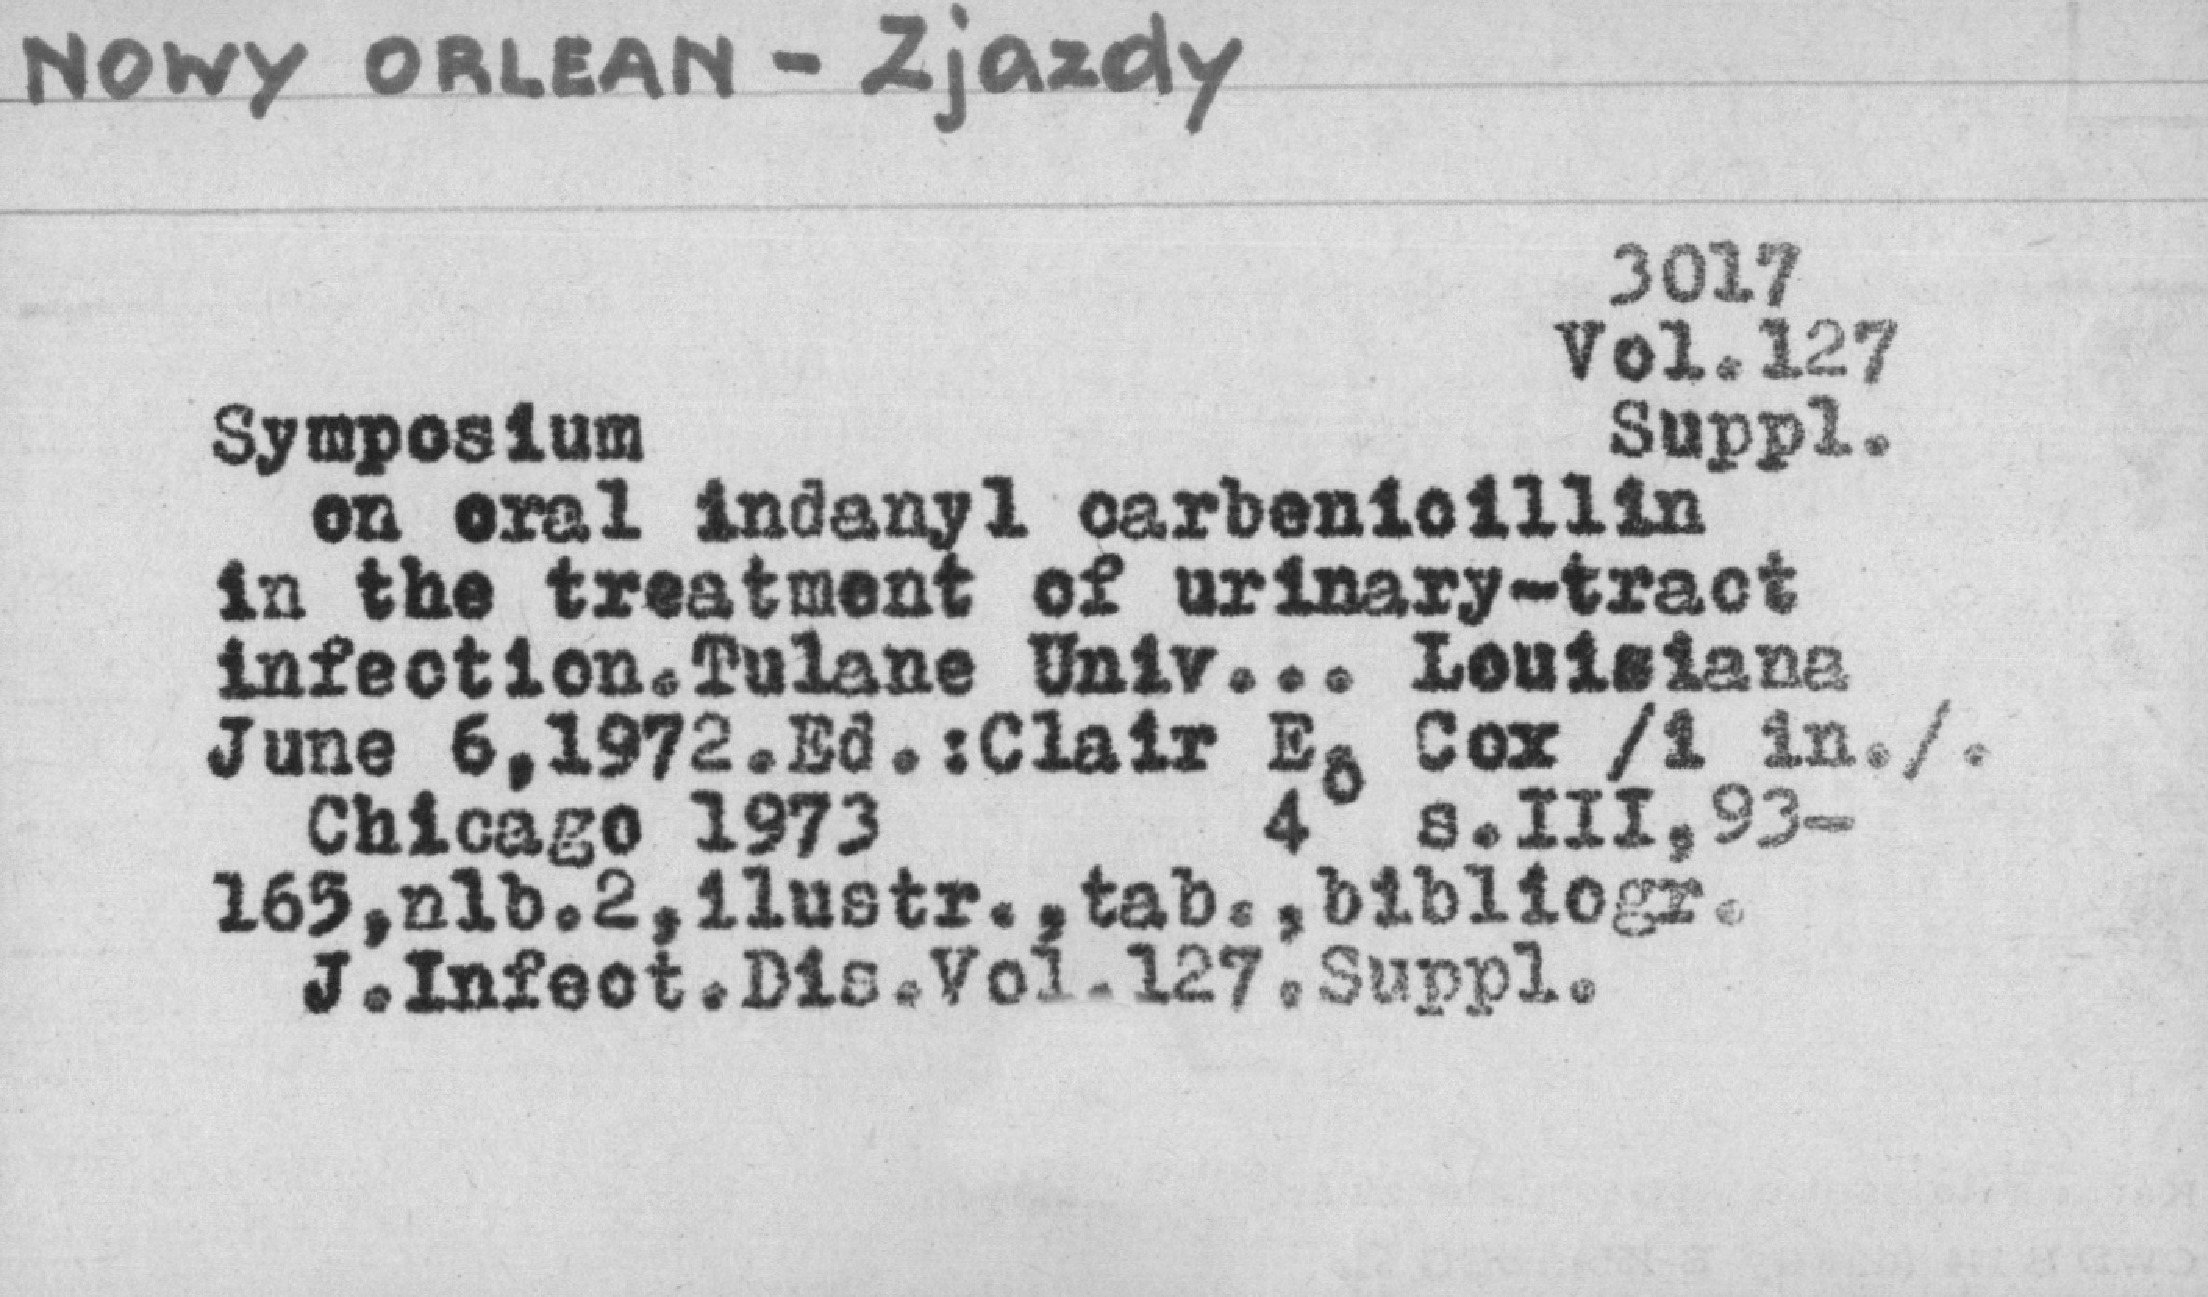 NOWY ORLEAN - Zjazdy
3017
Vol.127
Suppl.
Symposium
on oral indanyl carbenicillin
in the treatment of urinary-tract
infection.Tulane Univ... Louisiana
June 6,1972.Ed.:Clair E. Cox /i in./.
Chicago 1973 4° s.III,93-
165,nlb.2,ilustr.,tab.,bibliogr.
J.Infect.Dis.Vol.127.Suppl.